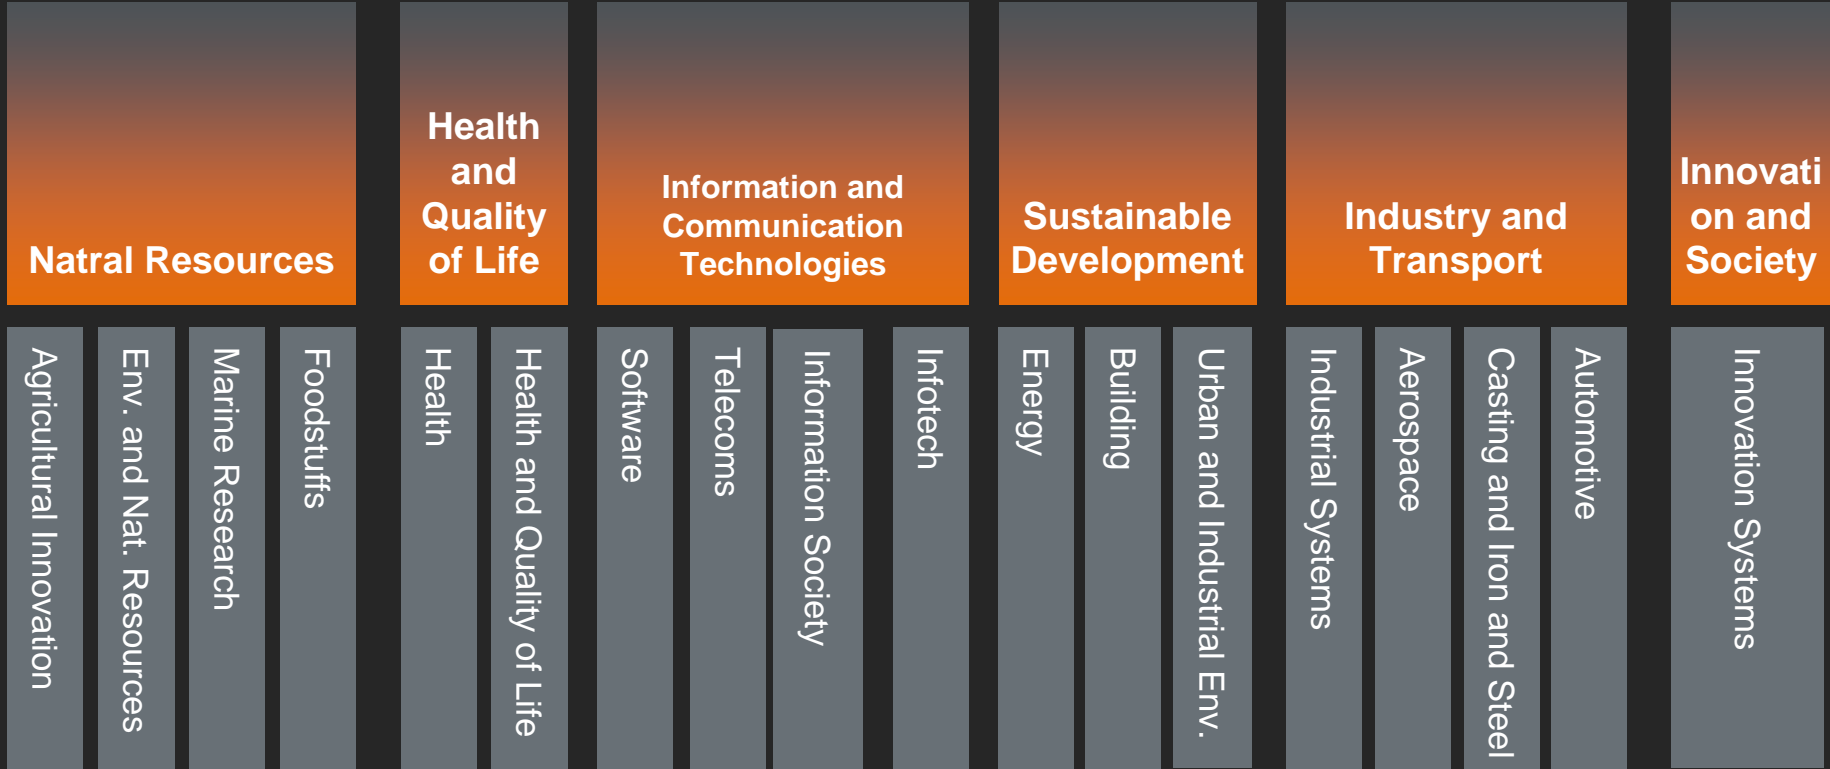 Natral Resources
Health
and
Quality
of Life
Information and
Communication
Technologies
Sustainable
Development
Industry and
Transport
Innovati
on and
Society
Agricultural Innovation
Env. and Nat. Resources
Marine Research
Foodstuffs
Health
Health and Quality of Life
Software
Telecoms
Information Society
Infotech
Energy
Building
Urban and Industrial Env.
Industrial Systems
Aerospace
Casting and Iron and Steel
Automotive
Innovation Systems